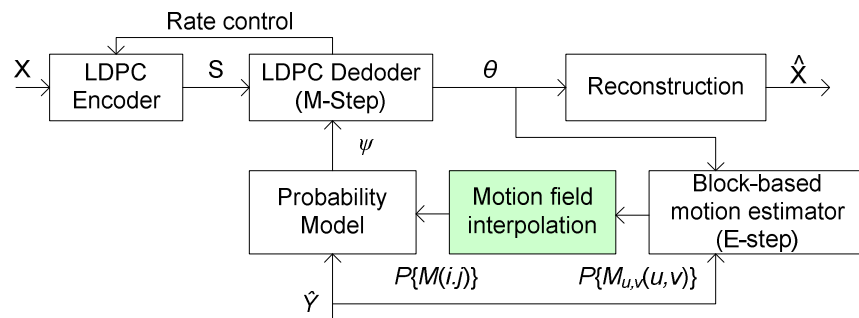 Rate control
X
LDPC
Encoder
S
LDPC Dedoder
(M-Step)
θ
Reconstruction
X̂
ψ
Probability
Model
Motion field
interpolation
Block-based
motion estimator
(E-step)
P{M(i.j)}
P{Mu,v(u,v)}
Ŷ